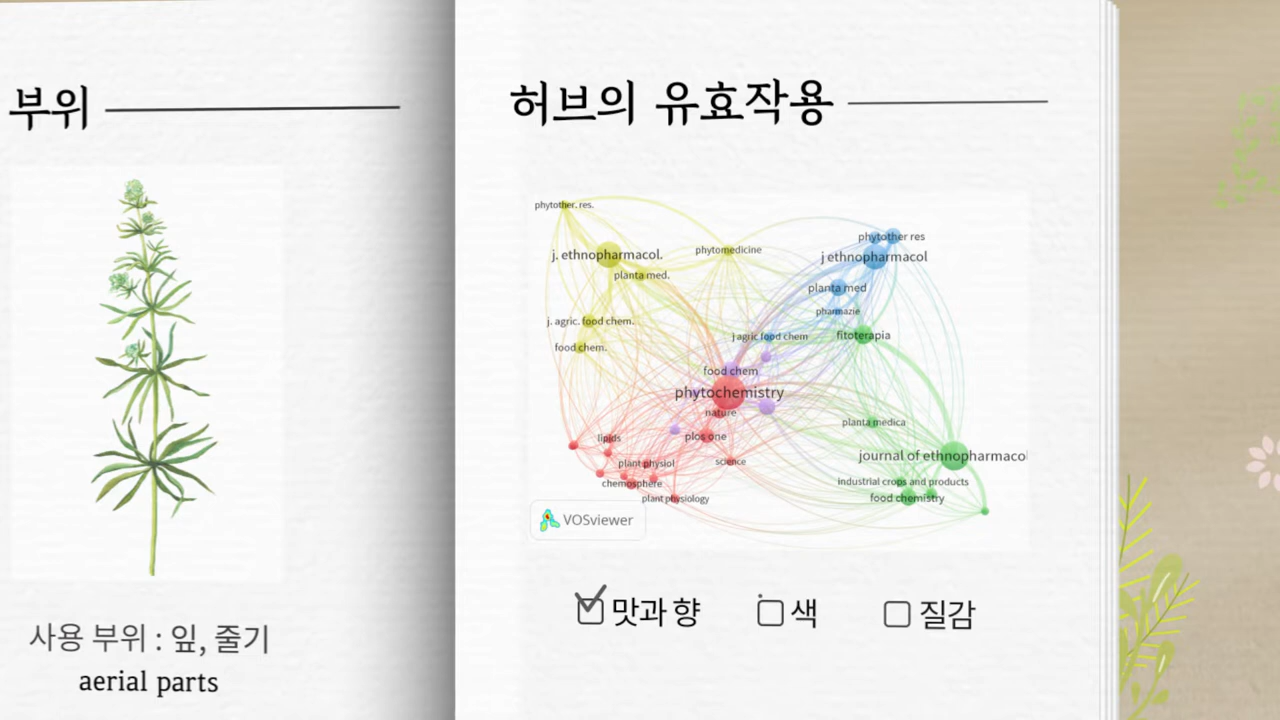 부위
사용 부위 : 잎, 줄기
aerial parts
허브의 유효작용
phytother. res.
phytother res
j. ethnopharmacol.
phytomedicine
j ethnopharmacol
planta med.
planta med
pharmazie
j. agric. food chem.
j agric food chem
fitoterapia
food chem.
food chem
phytochemistry
nature
planta medica
lipids
plos one
journal of ethnopharmacol
plant physiol
science
chemosphere
industrial crops and products
plant physiology
food chemistry
VOSviewer
맛과 향
색
질감